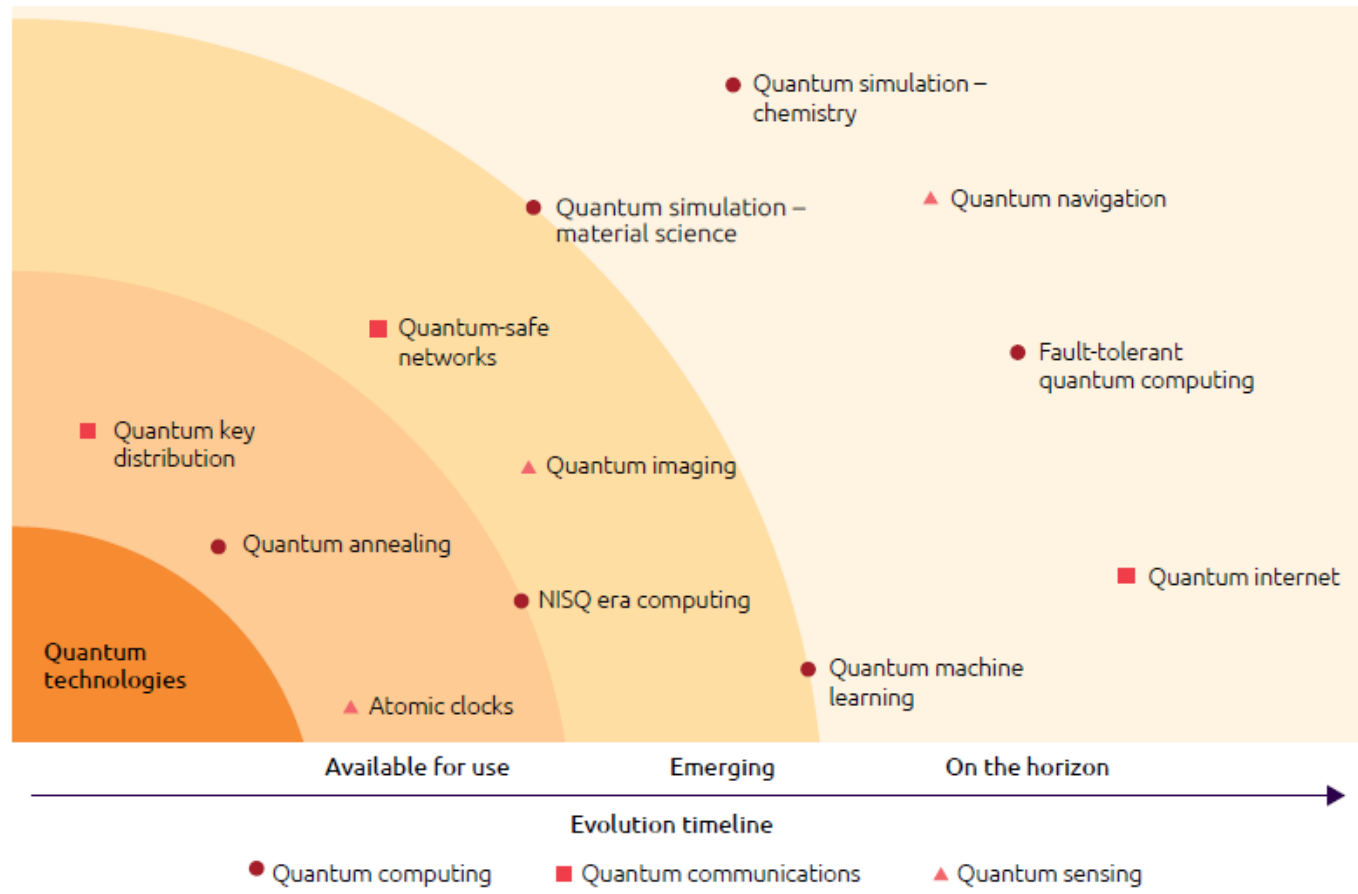 Quantum simulation –
chemistry
Quantum navigation
Quantum simulation –
material science
Quantum-safe
networks
Fault-tolerant
quantum computing
Quantum key
distribution
Quantum imaging
Quantum annealing
Quantum internet
NISQ era computing
Quantum
technologies
Quantum machine
learning
Atomic clocks
Available for use
Emerging
On the horizon
Evolution timeline
Quantum computing
Quantum communications
Quantum sensing